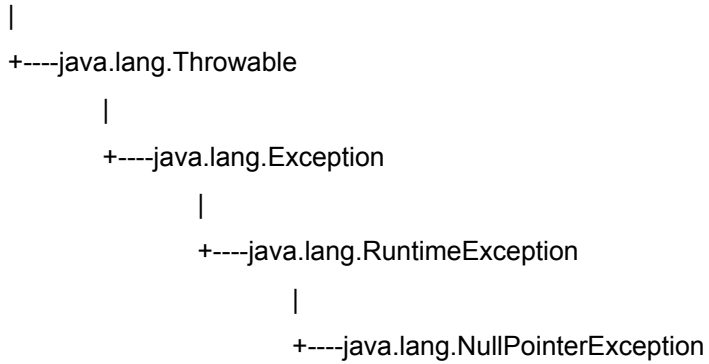 |
+----java.lang.Throwable
|
+----java.lang.Exception
|
+----java.lang.RuntimeException
|
+----java.lang.NullPointerException